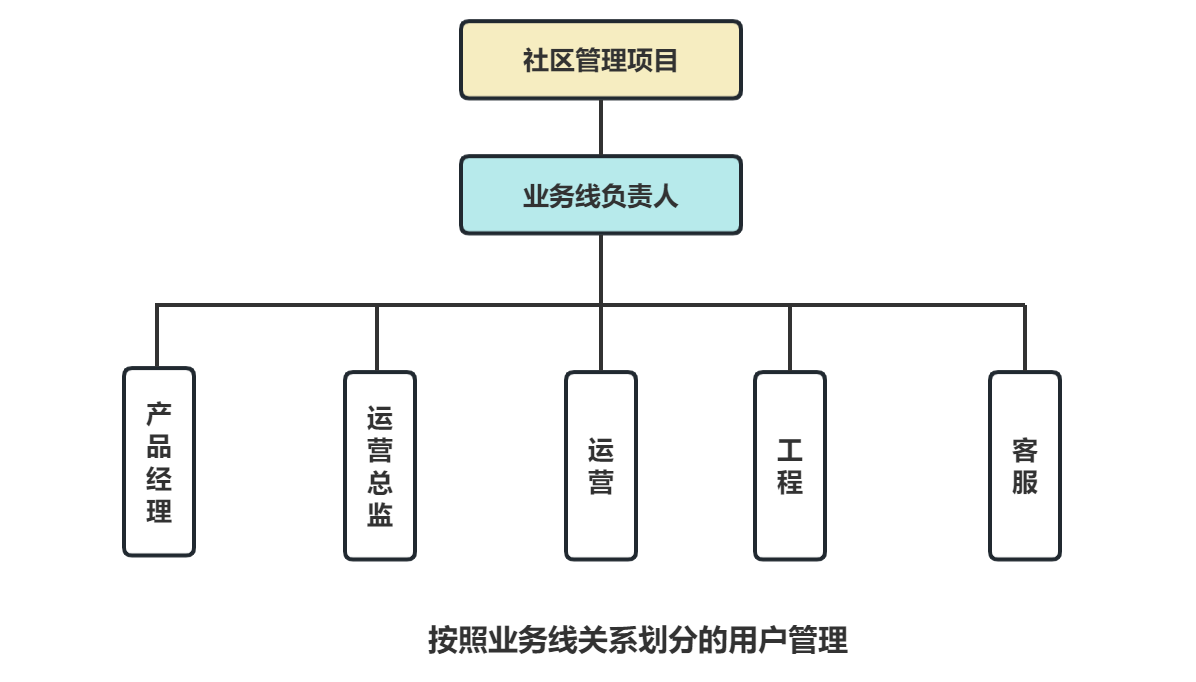 社区管理项目
业务线负责人
产品经理
运营总监
运营
工程
客服
按照业务线关系划分的用户管理